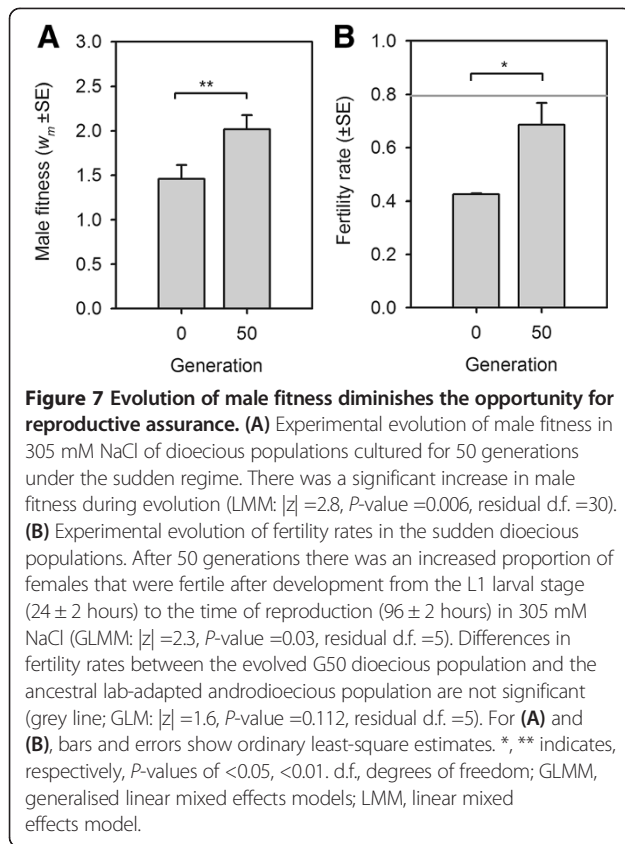 A
B
3.0
2.5
2.0
1.5
1.0
0.5
0.0
Male fitness (wm ±SE)
**
0
50
Generation
1.0
0.8
0.6
0.4
0.2
0.0
Fertility rate (±SE)
*
0
50
Generation
Figure 7 Evolution of male fitness diminishes the opportunity for
reproductive assurance. (A) Experimental evolution of male fitness in
305 mM NaCl of dioecious populations cultured for 50 generations
under the sudden regime. There was a significant increase in male
fitness during evolution (LMM: |z| =2.8, P-value =0.006, residual d.f. =30).
(B) Experimental evolution of fertility rates in the sudden dioecious
populations. After 50 generations there was an increased proportion of
females that were fertile after development from the L1 larval stage
(24 ± 2 hours) to the time of reproduction (96 ± 2 hours) in 305 mM
NaCl (GLMM: |z| =2.3, P-value =0.03, residual d.f. =5). Differences in
fertility rates between the evolved G50 dioecious population and the
ancestral lab-adapted androdioecious population are not significant
(grey line; GLM: |z| =1.6, P-value =0.112, residual d.f. =5). For (A) and
(B), bars and errors show ordinary least-square estimates. *, ** indicates,
respectively, P-values of <0.05, <0.01. d.f., degrees of freedom; GLMM,
generalised linear mixed effects models; LMM, linear mixed
effects model.